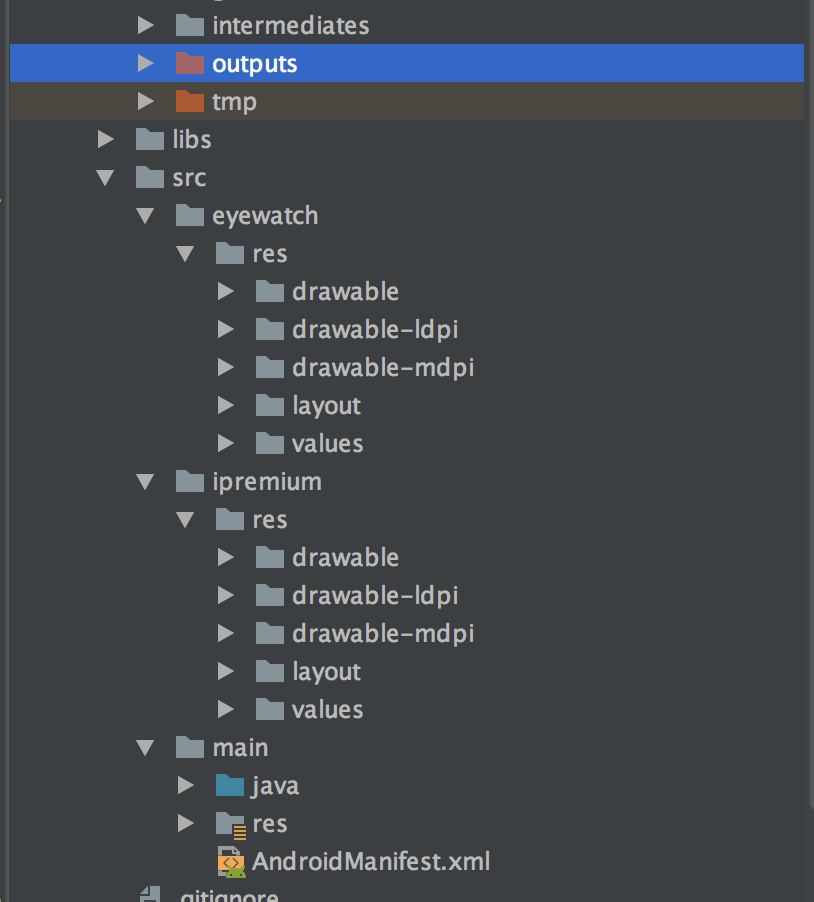 intermediates
outputs
tmp
libs
src
eyewatch
res
drawable
drawable-ldpi
drawable-mdpi
layout
values
ipremium
res
drawable
drawable-ldpi
drawable-mdpi
layout
values
main
java
res
AndroidManifest.xml
.gitignore